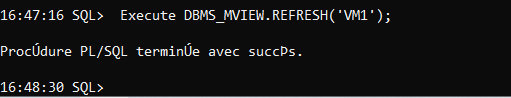 16:47:16 SQL>  Execute DBMS_MVIEW.REFRESH('VM1');
ProcÚdure PL/SQL terminÚe avec succÞs.
16:48:30 SQL>